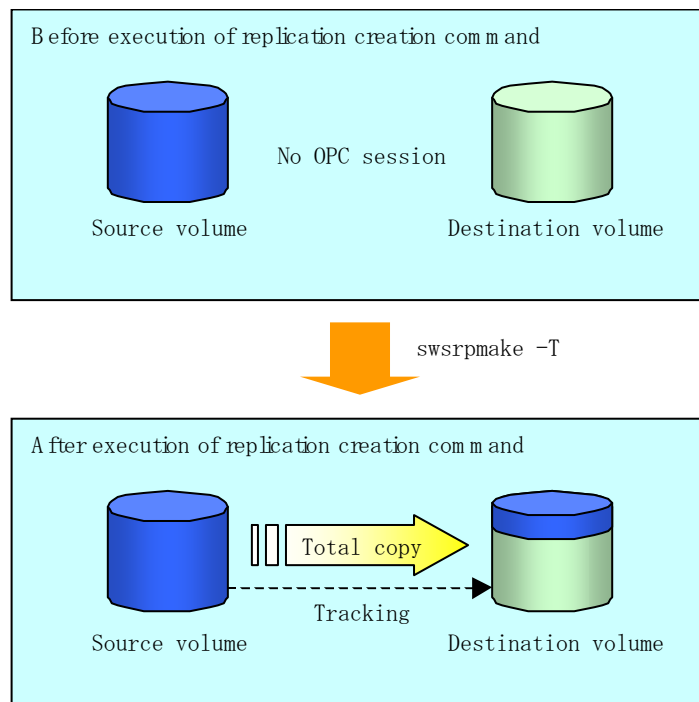 Before execution of replication creation command
No OPC session
Source volume
Destination volume
swsrpmake -T
After execution of replication creation command
Total copy
Tracking
Source volume
Destination volume